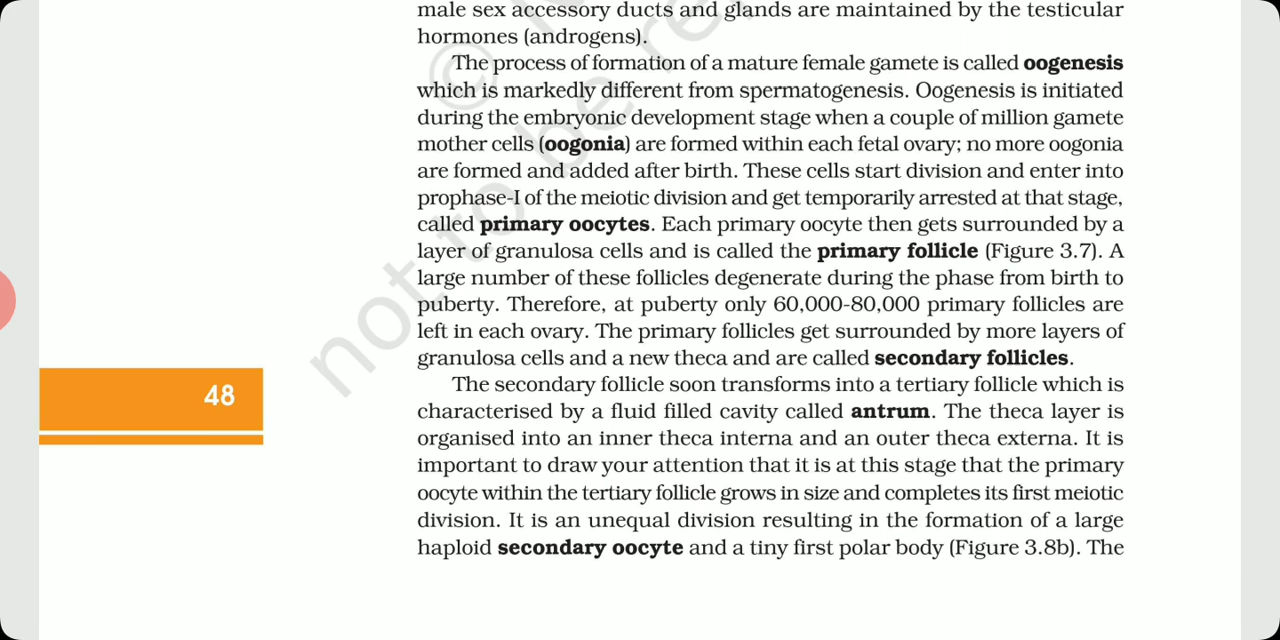 male sex accessory ducts and glands are maintained by the testicular
hormones (androgens).
The process of formation of a mature female gamete is called oogenesis
which is markedly different from spermatogenesis. Oogenesis is initiated
during the embryonic development stage when a couple of million gamete
mother cells (oogonia) are formed within each fetal ovary; no more oogonia
are formed and added after birth. These cells start division and enter into
prophase-I of the meiotic division and get temporarily arrested at that stage,
called primary oocytes. Each primary oocyte then gets surrounded by a
layer of granulosa cells and is called the primary follicle (Figure 3.7). A
large number of these follicles degenerate during the phase from birth to
puberty. Therefore, at puberty only 60,000-80,000 primary follicles are
left in each ovary. The primary follicles get surrounded by more layers of
granulosa cells and a new theca and are called secondary follicles.
The secondary follicle soon transforms into a tertiary follicle which is
48
characterised by a fluid filled cavity called antrum. The theca layer is
organised into an inner theca interna and an outer theca externa. It is
important to draw your attention that it is at this stage that the primary
oocyte within the tertiary follicle grows in size and completes its first meiotic
division. It is an unequal division resulting in the formation of a large
haploid secondary oocyte and a tiny first polar body (Figure 3.8b). The
©
not to be re